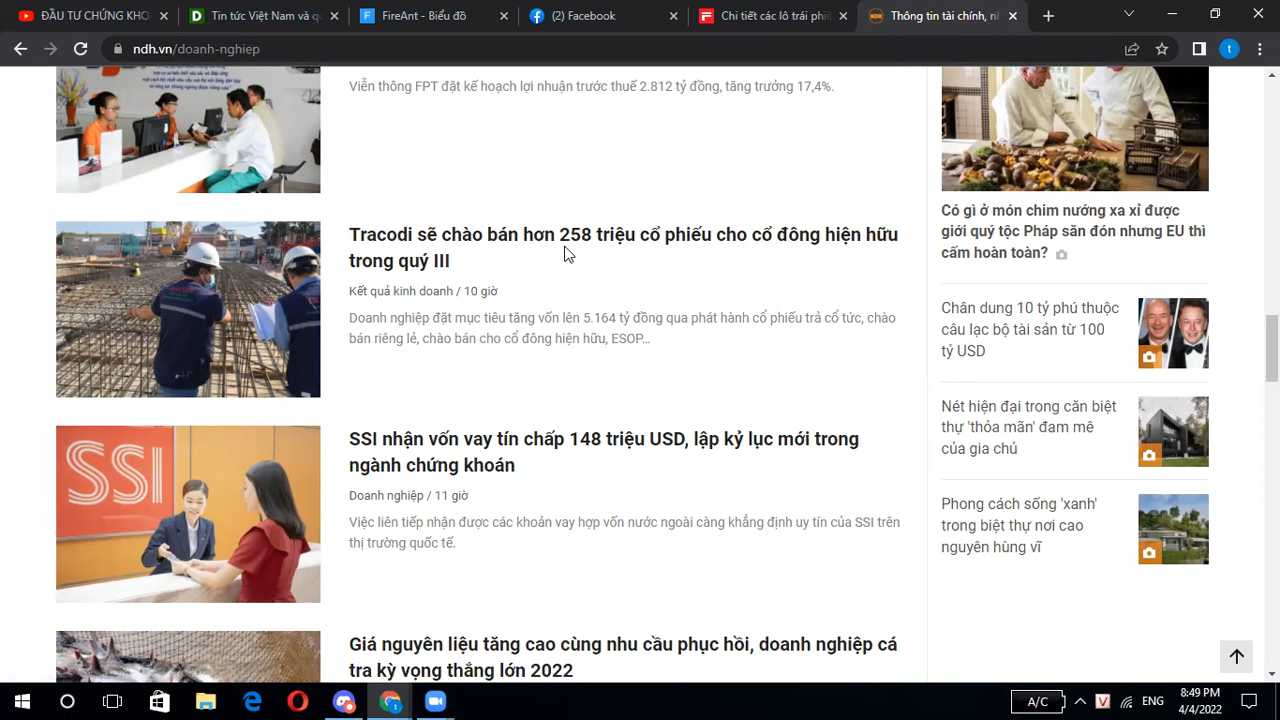 ĐẦU TƯ CHỨNG KHO
Tin tức Việt Nam và q
FireAnt - Biểu đồ
(2) Facebook
Chi tiết các lô trái phi
Thông tin tài chính, n
ndh.vn/doanh-nghiep
t
Viễn thông FPT đặt kế hoạch lợi nhuận trước thuế 2.812 tỷ đồng, tăng trưởng 17,4%.
Tracodi sẽ chào bán hơn 258 triệu cổ phiếu cho cổ đông hiện hữu
trong quý III
Kết quả kinh doanh / 10 giờ
Doanh nghiệp đặt mục tiêu tăng vốn lên 5.164 tỷ đồng qua phát hành cổ phiếu trả cổ tức, chào
bán riêng lẻ, chào bán cho cổ đông hiện hữu, ESOP...
SSI
SSI nhận vốn vay tín chấp 148 triệu USD, lập kỷ lục mới trong
ngành chứng khoán
Doanh nghiệp / 11 giờ
Việc liên tiếp nhận được các khoản vay hợp vốn nước ngoài càng khẳng định uy tín của SSI trên
thị trường quốc tế.
Giá nguyên liệu tăng cao cùng nhu cầu phục hồi, doanh nghiệp cá
tra kỳ vọng thắng lớn 2022
Có gì ở món chim nướng xa xỉ được
giới quý tộc Pháp săn đón nhưng EU thì
cấm hoàn toàn?
Chân dung 10 tỷ phú thuộc
câu lạc bộ tài sản từ 100
tỷ USD
Nét hiện đại trong căn biệt
thự 'thỏa mãn' đam mê
của gia chủ
Phong cách sống 'xanh'
trong biệt thự nơi cao
nguyên hùng vĩ
A/C
V
ENG
8:49 PM
4/4/2022